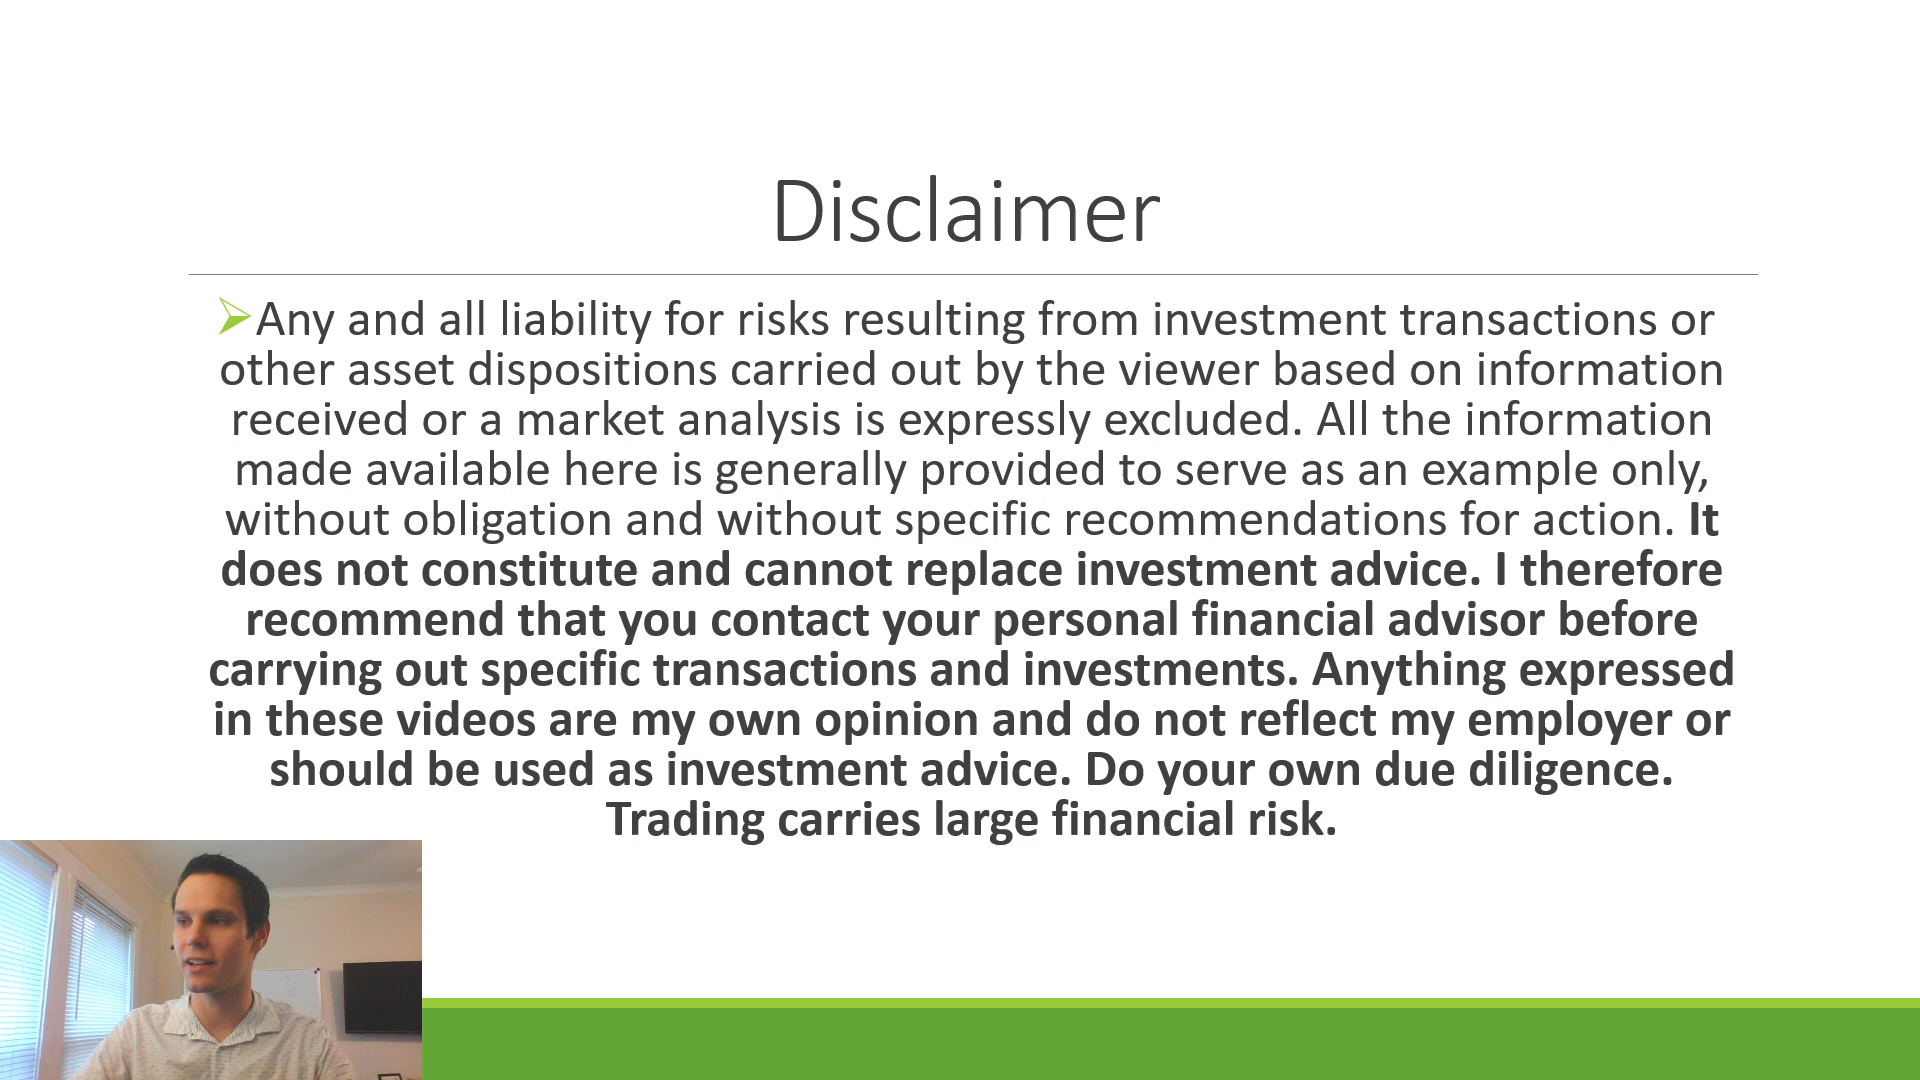 Disclaimer
Any and all liability for risks resulting from investment transactions or
other asset dispositions carried out by the viewer based on information
received or a market analysis is expressly excluded. All the information
made available here is generally provided to serve as an example only,
without obligation and without specific recommendations for action. It
does not constitute and cannot replace investment advice. I therefore
recommend that you contact your personal financial advisor before
carrying out specific transactions and investments. Anything expressed
in these videos are my own opinion and do not reflect my employer or
should be used as investment advice. Do your own due diligence.
Trading carries large financial risk.